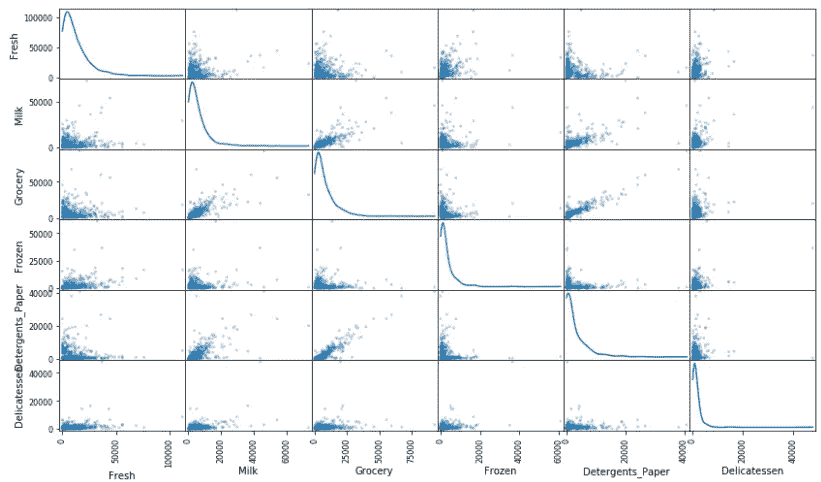 Fresh
100000
50000
0
Milk
50000
0
Grocery
50000
0
Frozen
50000
25000
0
Detergents_Paper
40000
20000
0
Delicatessen
40000
20000
0
0 50000 100000
0 20000 40000 60000
0 25000 50000 75000
0 20000 40000 60000
0 20000 40000
0 20000 40000
Fresh Milk Grocery Frozen Detergents_Paper Delicatessen